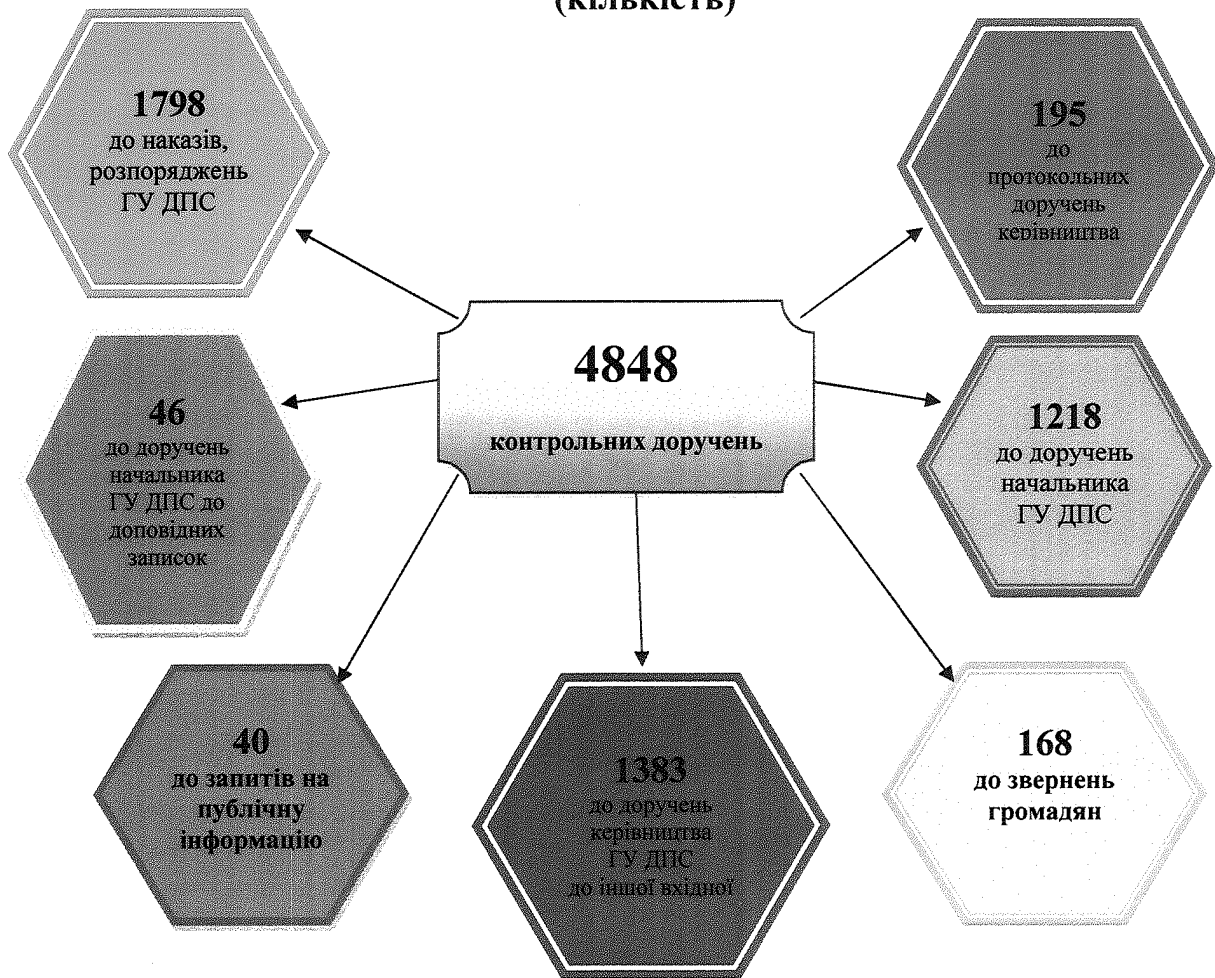 (кількість)
1798
до наказів,
розпоряджень
ГУ ДПС
195
до
протокольних
доручень
керівництва
4848
контрольних доручень
46
до доручень
начальника
ГУ ДПС до
доповідних
записок
1218
до доручень
начальника
ГУ ДПС
40
до запитів на
публічну
інформацію
1383
до доручень
керівництва
ГУ ДПС
до іншої вхідної
168
до звернень
громадян